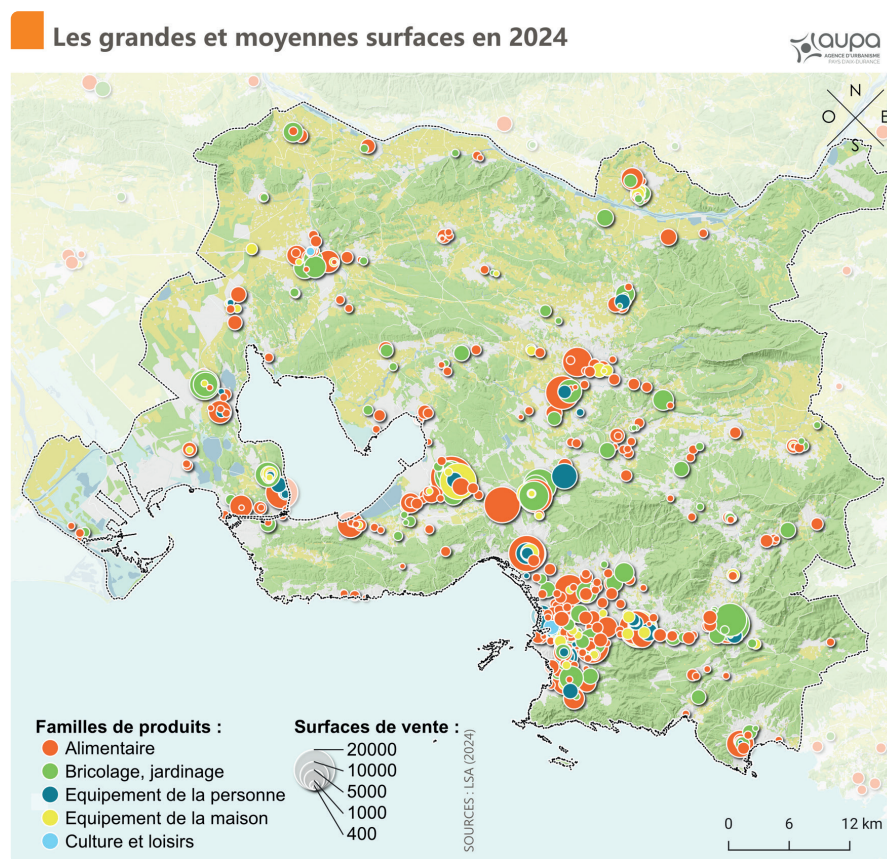 Les grandes et moyennes surfaces en 2024
aupa
AGENCE D'URBANISME
PAYS D'AIX-DURANCE
N
O E
S
Familles de produits :
Alimentaire
Bricolage, jardinage
Equipement de la personne
Equipement de la maison
Culture et loisirs
Surfaces de vente :
20000
10000
5000
1000
400
SOURCES : LSA (2024)
0 6 12 km